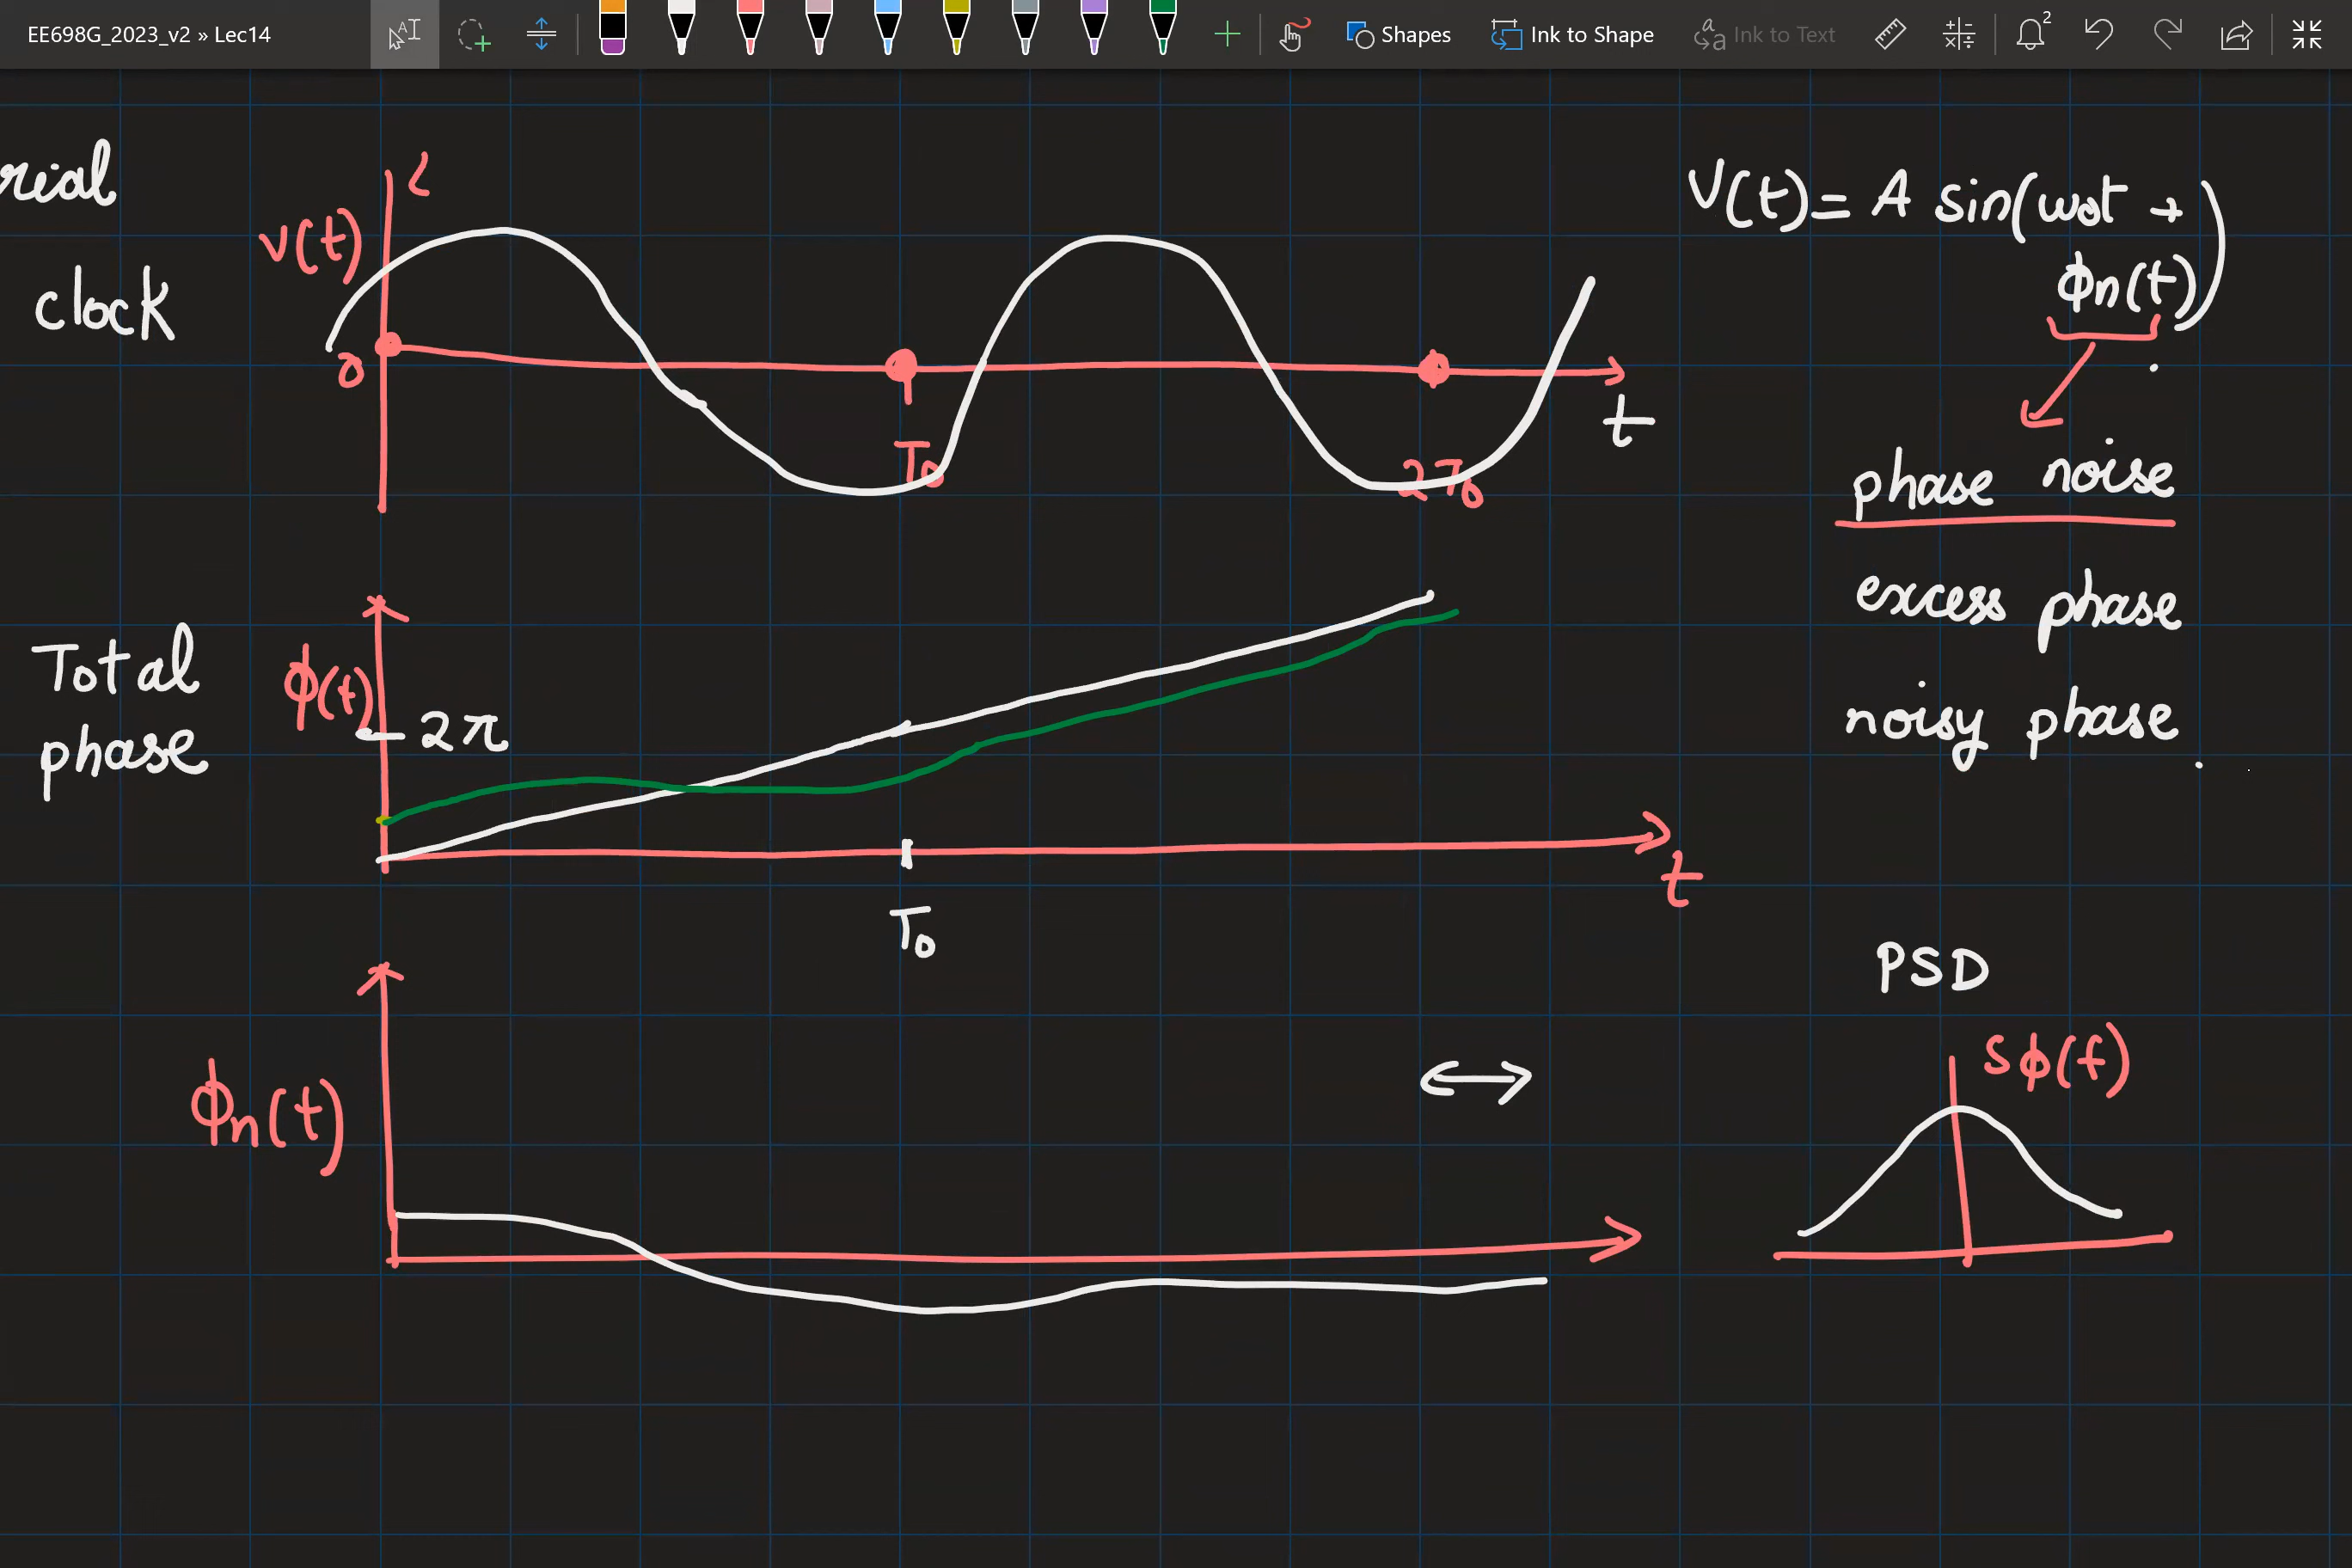 EE698G_2023_v2 » Lec14
Shapes
Ink to Shape
Ink to Text
2
rial
clock
v(t)
0
T₀
2T₀
t
V(t) = A sin(ω₀t +
ϕn(t))
phase noise
excess phase
noisy phase
Total
phase
ϕ(t)
2π
T₀
t
ϕn(t)
PSD
Sϕ(f)